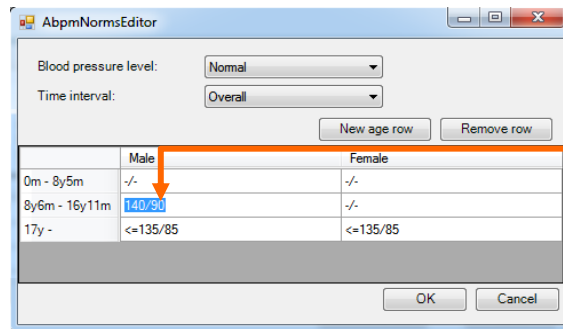 AbpmNormsEditor
Blood pressure level: Normal
Time interval: Overall
New age row Remove row
Male Female
0m - 8y5m -/- -/-
8y6m - 16y11m 140/90 -/-
17y - <=135/85 <=135/85
OK Cancel